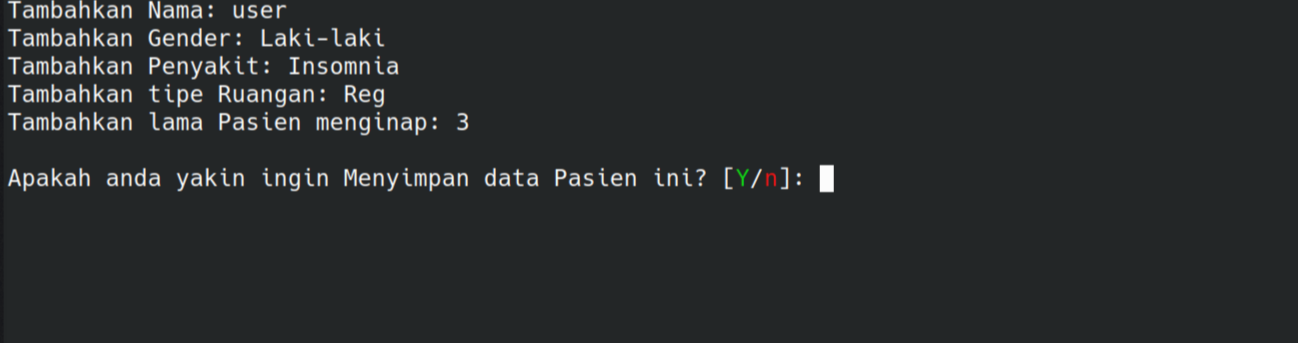 Tambahkan Nama: user
Tambahkan Gender: Laki-laki
Tambahkan Penyakit: Insomnia
Tambahkan tipe Ruangan: Reg
Tambahkan lama Pasien menginap: 3
Apakah anda yakin ingin Menyimpan data Pasien ini? [Y/n]: